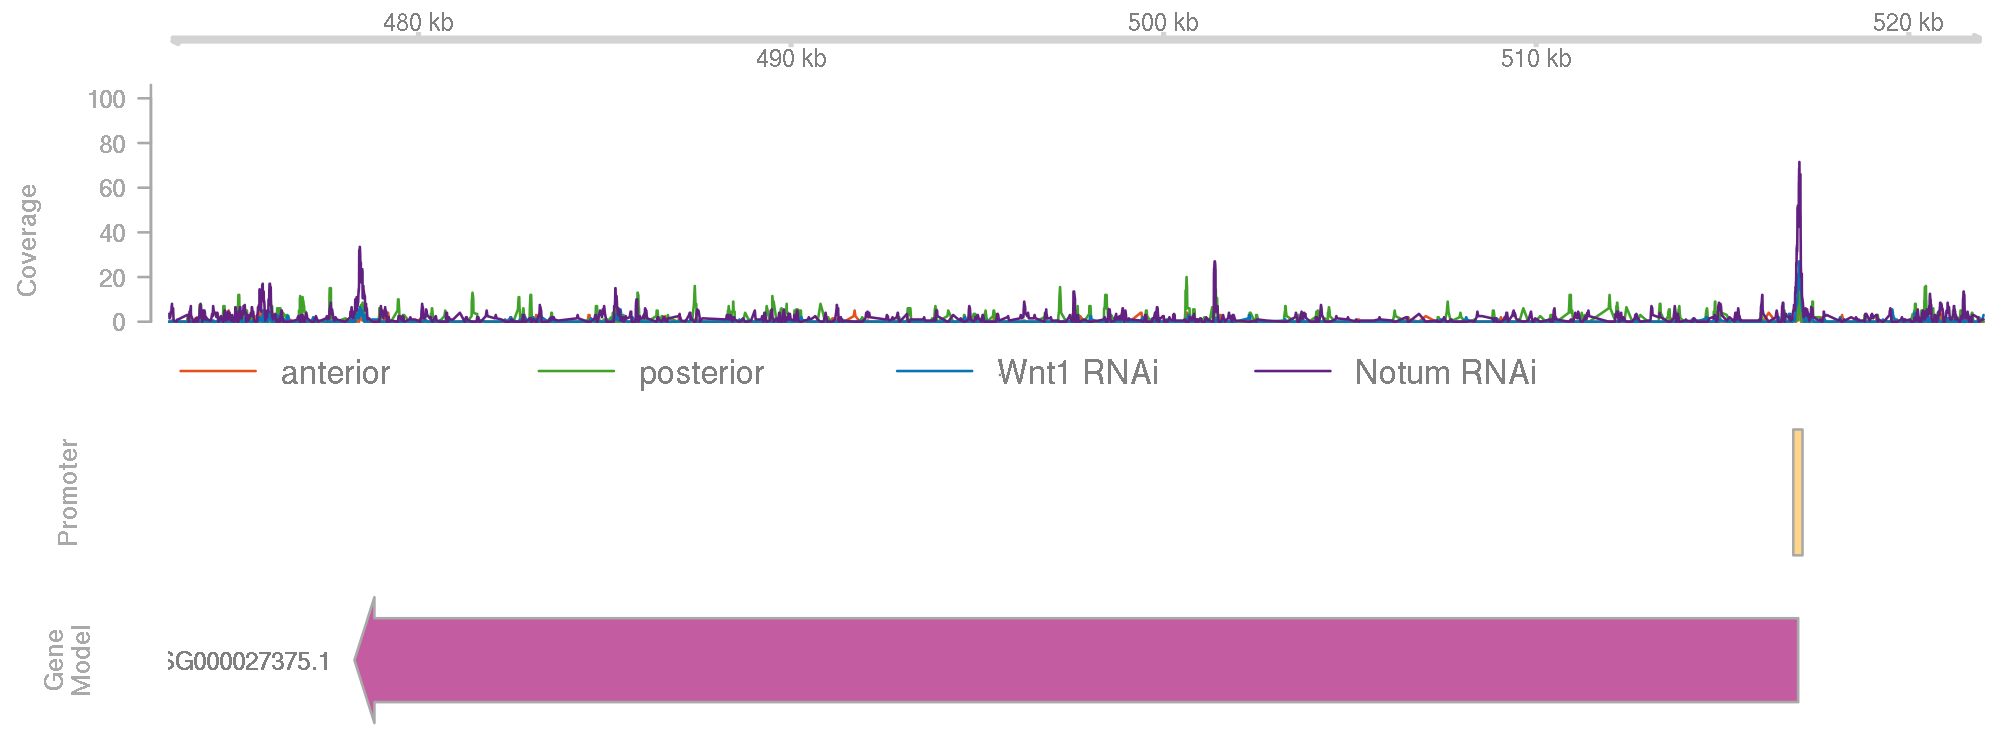 480 kb 500 kb 520 kb
490 kb 510 kb
Coverage
100
80
60
40
20
0
anterior posterior Wnt1 RNAi Notum RNAi
Promoter
Gene
Model
SG000027375.1